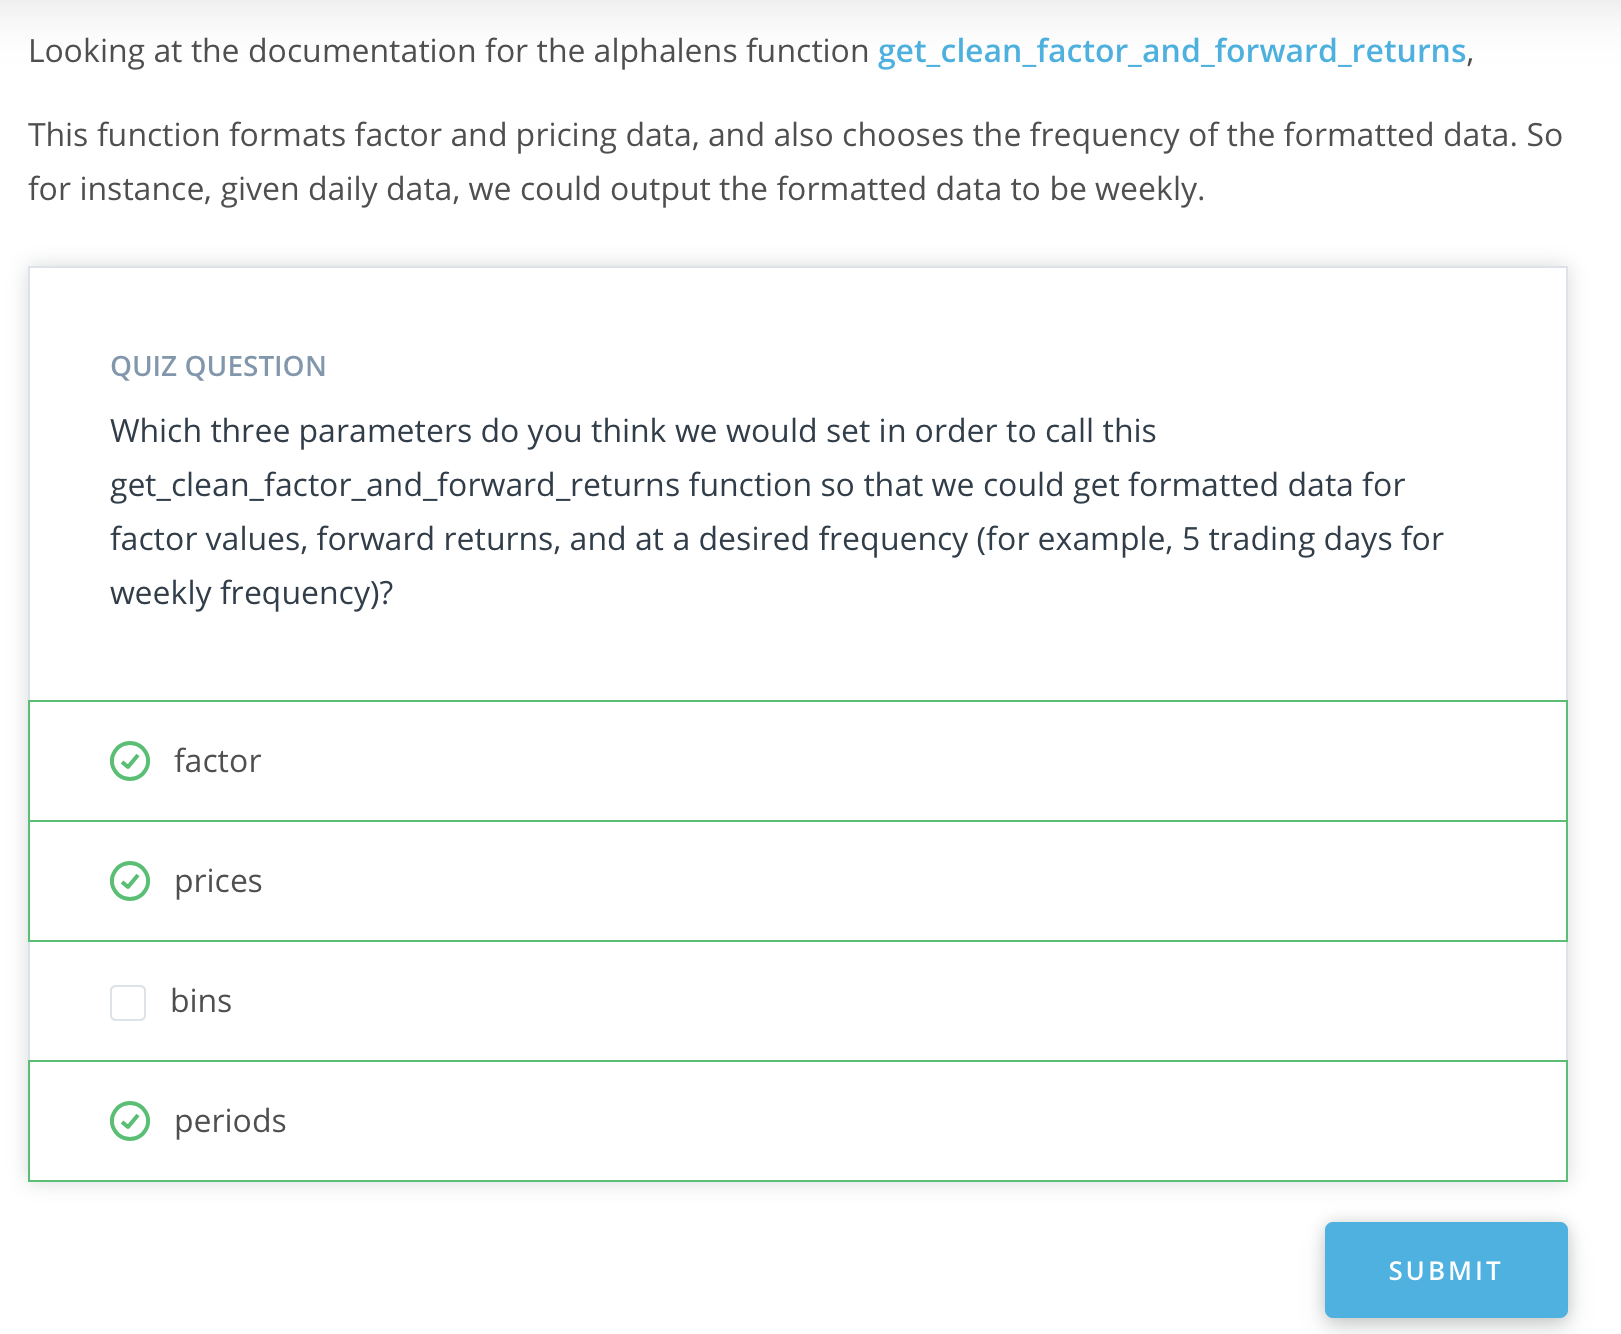 Looking at the documentation for the alphalens function get_clean_factor_and_forward_returns,
This function formats factor and pricing data, and also chooses the frequency of the formatted data. So
for instance, given daily data, we could output the formatted data to be weekly.
QUIZ QUESTION
Which three parameters do you think we would set in order to call this
get_clean_factor_and_forward_returns function so that we could get formatted data for
factor values, forward returns, and at a desired frequency (for example, 5 trading days for
weekly frequency)?
factor
prices
bins
periods
SUBMIT